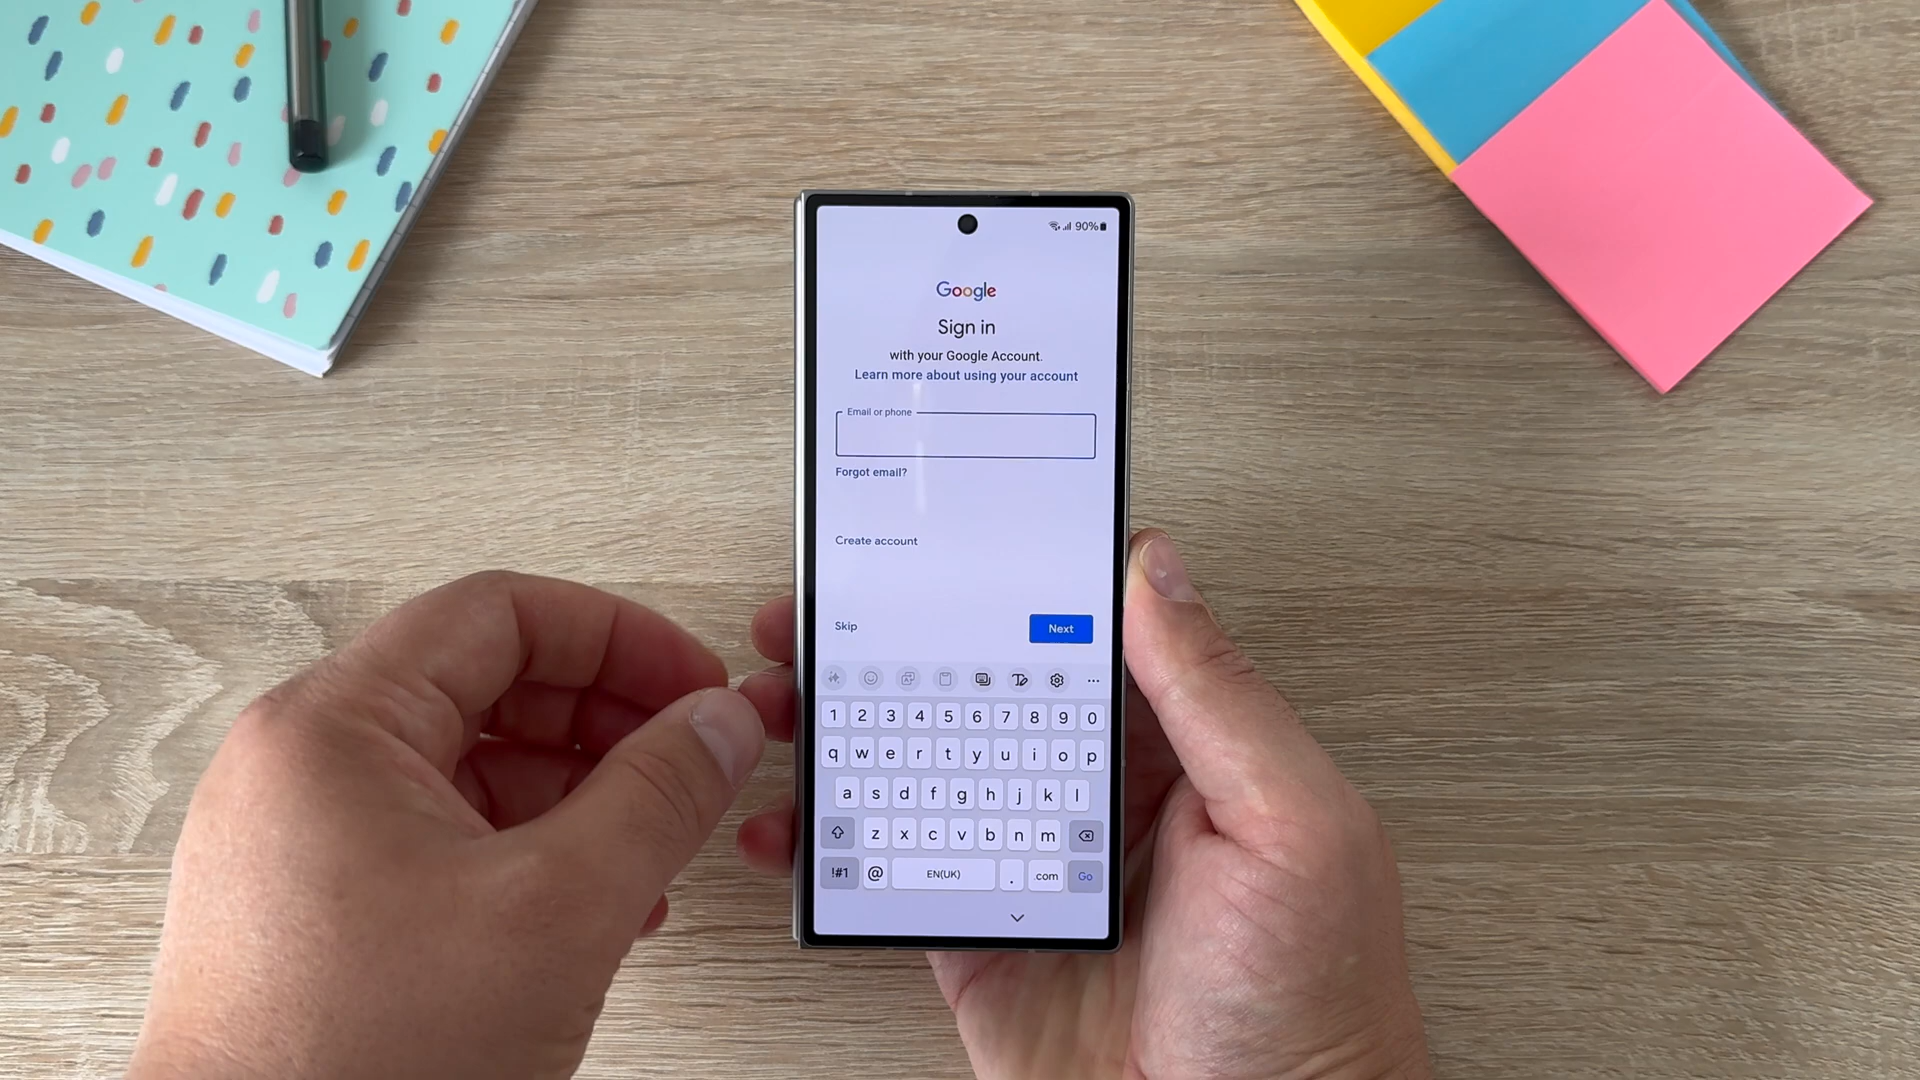 90%
Google
Sign in
with your Google Account.
Learn more about using your account
Email or phone
Forgot email?
Create account
Skip
Next
1 2 3 4 5 6 7 8 9 0
q w e r t y u i o p
a s d f g h j k l
z x c v b n m
!#1 @ EN(UK) . .com Go